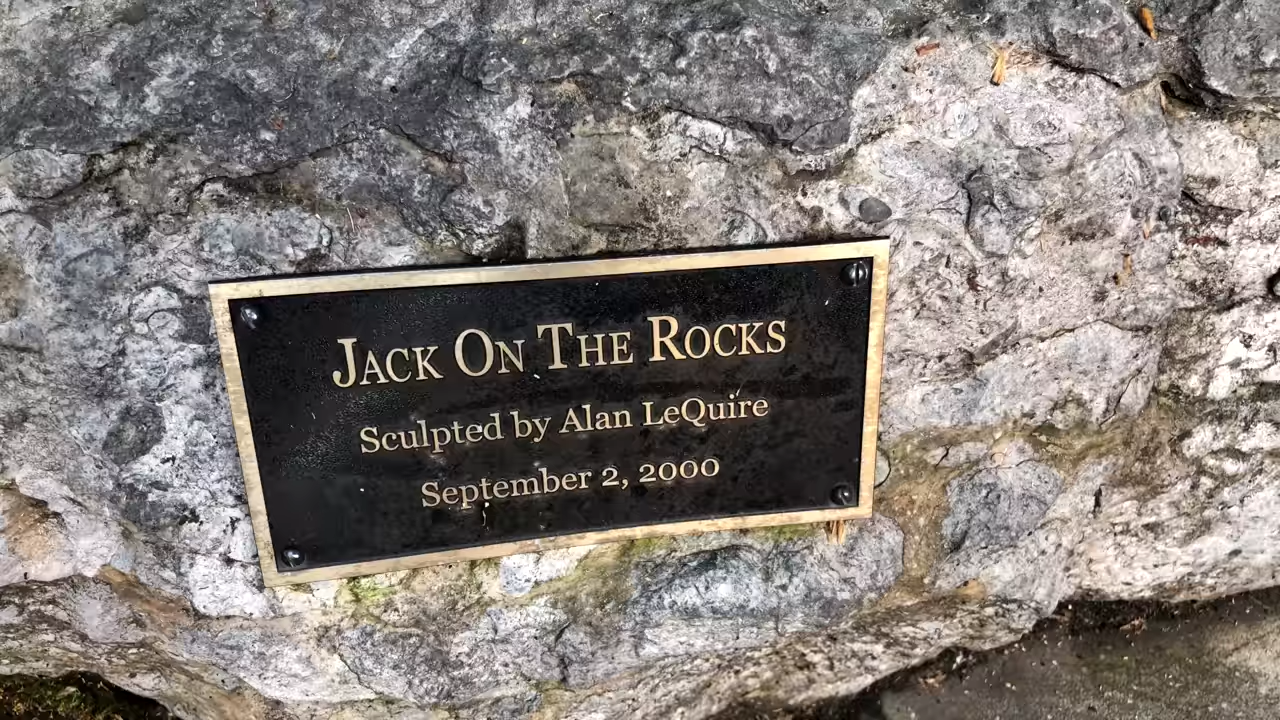 Jack On The Rocks
Sculpted by Alan LeQuire
September 2, 2000